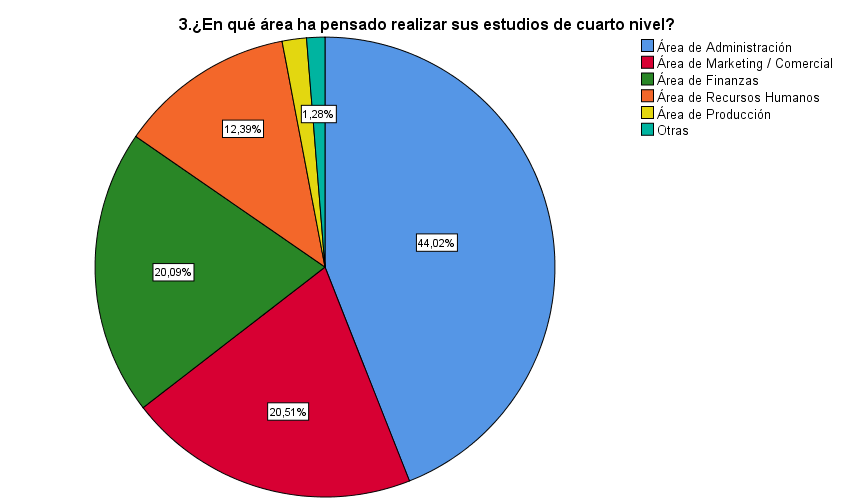 3.¿En qué área ha pensado realizar sus estudios de cuarto nivel?
Área de Administración
Área de Marketing / Comercial
Área de Finanzas
Área de Recursos Humanos
Área de Producción
Otras
1,28%
12,39%
44,02%
20,09%
20,51%